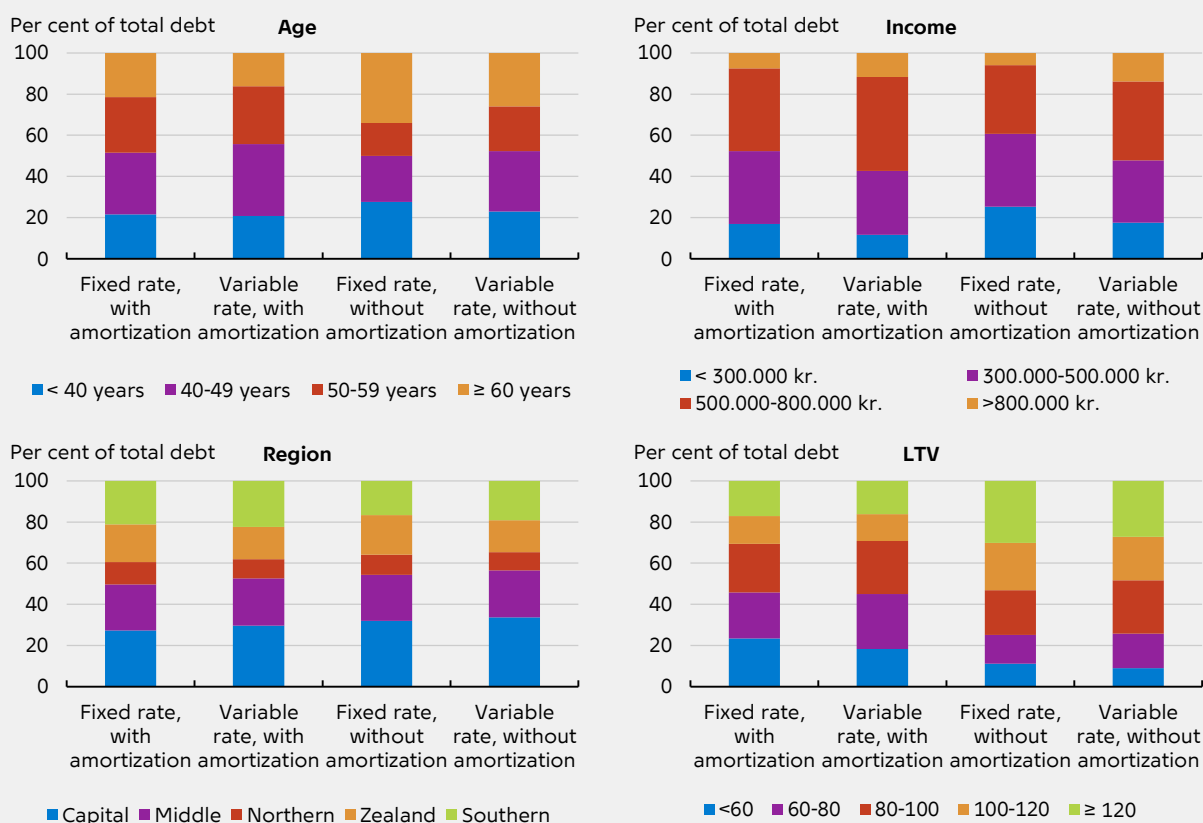 Per cent of total debt
Age
100
80
60
40
20
0
Fixed rate,
with
amortization
Variable
rate, with
amortization
Fixed rate,
without
amortization
Variable
rate, without
amortization
< 40 years
40-49 years
50-59 years
≥ 60 years
Per cent of total debt
Income
100
80
60
40
20
0
Fixed rate,
with
amortization
Variable
rate, with
amortization
Fixed rate,
without
amortization
Variable
rate, without
amortization
< 300.000 kr.
300.000-500.000 kr.
500.000-800.000 kr.
>800.000 kr.
Per cent of total debt
Region
100
80
60
40
20
0
Fixed rate,
with
amortization
Variable
rate, with
amortization
Fixed rate,
without
amortization
Variable
rate, without
amortization
Capital
Middle
Northern
Zealand
Southern
Per cent of total debt
LTV
100
80
60
40
20
0
Fixed rate,
with
amortization
Variable
rate, with
amortization
Fixed rate,
without
amortization
Variable
rate, without
amortization
<60
60-80
80-100
100-120
≥ 120